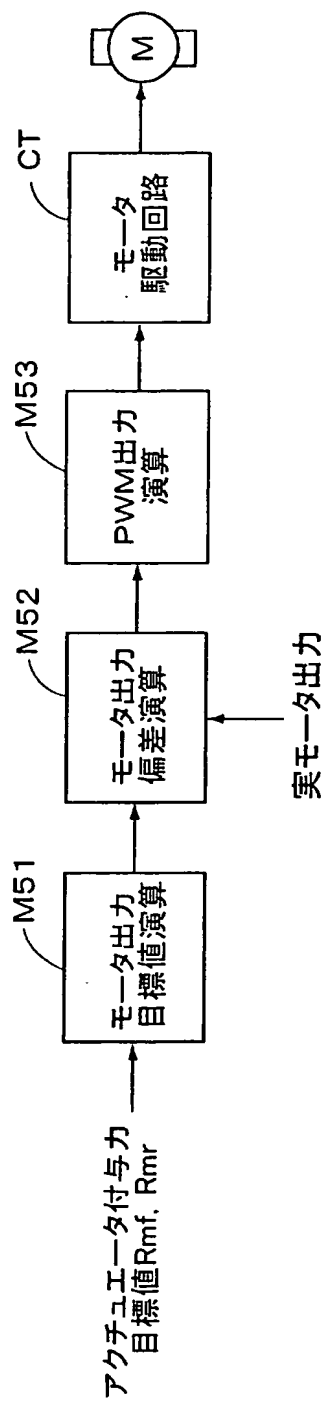 アクチュエータ付与力
目標値Rmf, Rmr
M51
モータ出力
目標値演算
M52
モータ出力
偏差演算
実モータ出力
M53
PWM出力
演算
CT
モータ
駆動回路
M